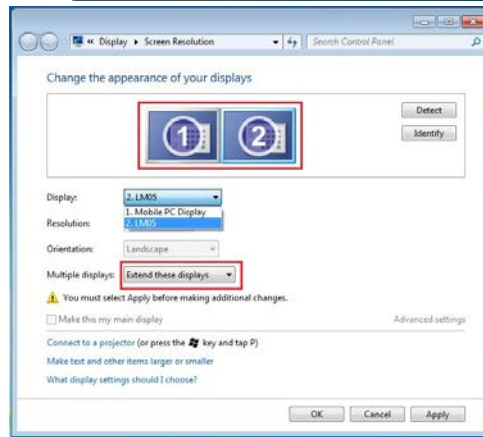 « Display ▸ Screen Resolution
Search Control Panel
Change the appearance of your displays
1
2
Detect
Identify
Display: 2. LM05
1. Mobile PC Display
2. LM05
Resolution:
Orientation: Landscape
Multiple displays: Extend these displays
You must select Apply before making additional changes.
Make this my main display
Advanced settings
Connect to a projector (or press the key and tap P)
Make text and other items larger or smaller
What display settings should I choose?
OK Cancel Apply